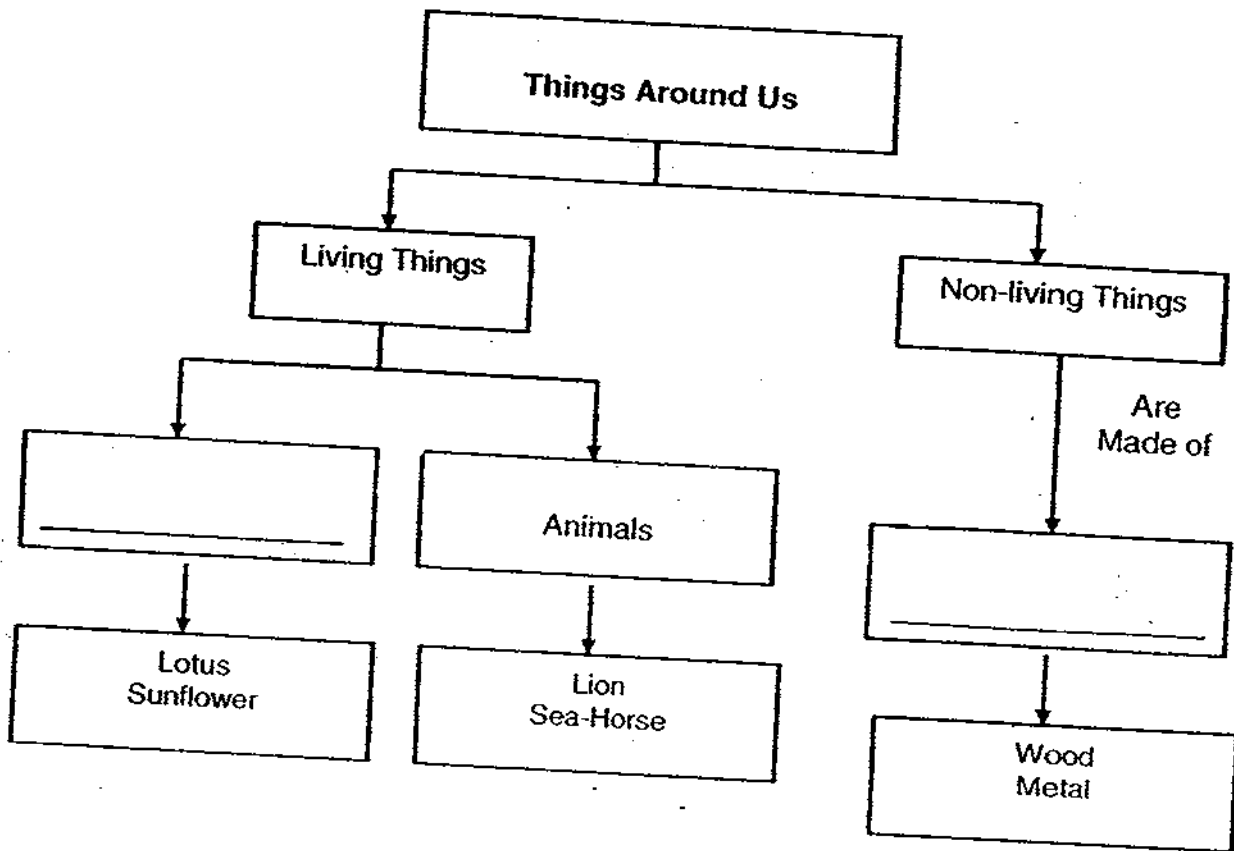 Things Around Us
Living Things
Non-living Things
Are
Made of
Animals
Lotus
Sunflower
Lion
Sea-Horse
Wood
Metal